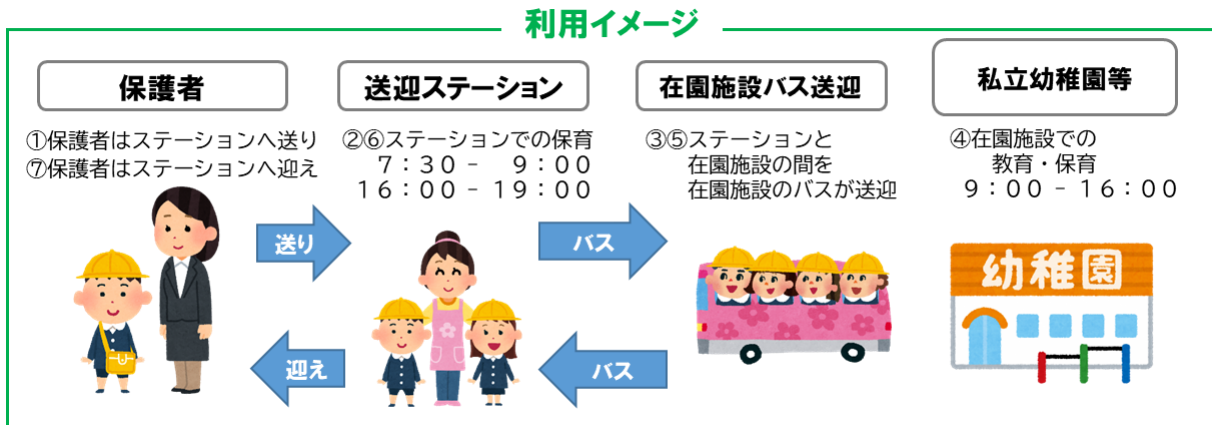 利用イメージ
保護者
①保護者はステーションへ送り
⑦保護者はステーションへ迎え
送り
迎え
送迎ステーション
②⑥ステーションでの保育
７：３０－　９：００
１６：００－１９：００
バス
バス
在園施設バス送迎
③⑤ステーションと
在園施設の間を
在園施設のバスが送迎
私立幼稚園等
④在園施設での
教育・保育
９：００－１６：００
幼稚園